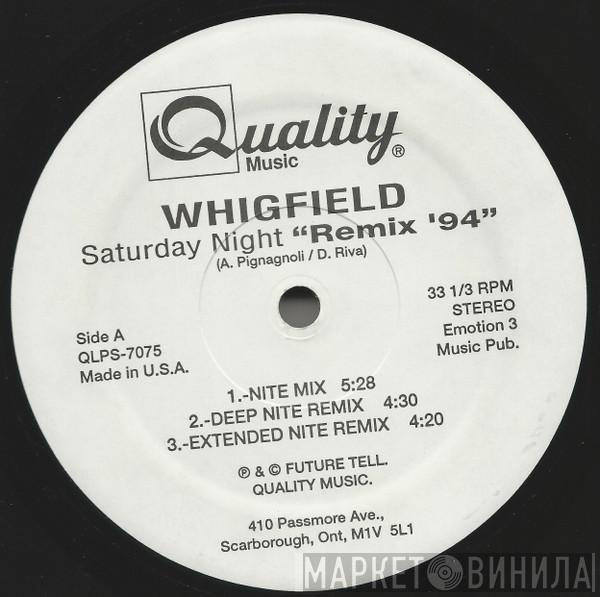 Quality ®
Music
WHIGFIELD
Saturday Night "Remix '94"
(A. Pignagnoli / D. Riva)
Side A
QLPS-7075
Made in U.S.A.
33 1/3 RPM
STEREO
Emotion 3
Music Pub.
1.-NITE MIX 5:28
2.-DEEP NITE REMIX 4:30
3.-EXTENDED NITE REMIX 4:20
℗ & © FUTURE TELL.
QUALITY MUSIC.
410 Passmore Ave.,
Scarborough, Ont, M1V 5L1
МАРКЕТ ВИНИЛА